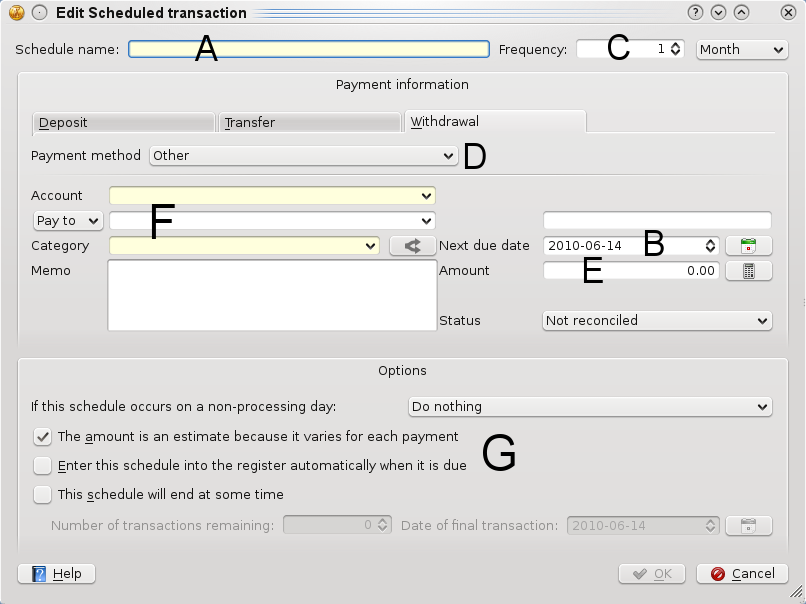 Edit Scheduled transaction
Schedule name: A Frequency: C 1 Month
Payment information
Deposit Transfer Withdrawal
Payment method Other D
Account
Pay to F
Category Next due date 2010-06-14 B
Memo Amount E 0.00
Status Not reconciled
Options
If this schedule occurs on a non-processing day: Do nothing
The amount is an estimate because it varies for each payment G
Enter this schedule into the register automatically when it is due
This schedule will end at some time
Number of transactions remaining: 0 Date of final transaction: 2010-06-14
Help OK Cancel